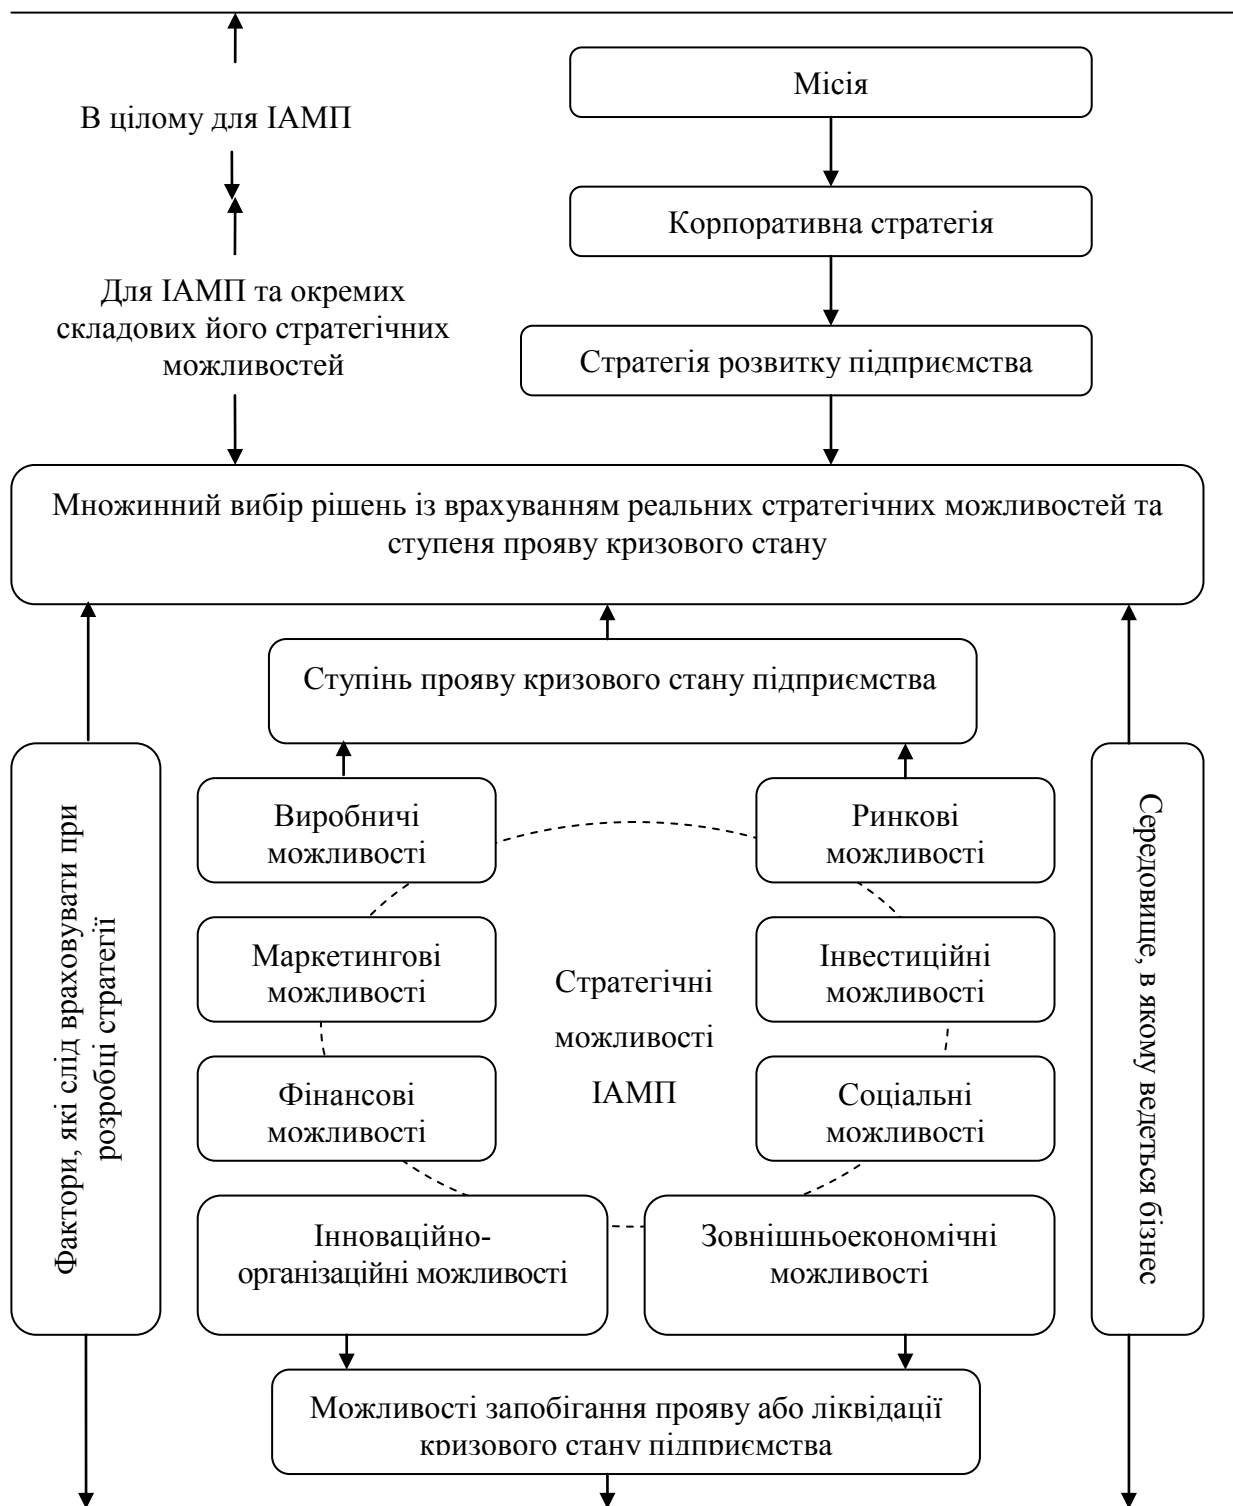 Місія
В цілому для ІАМП
Корпоративна стратегія
Для ІАМП та окремих
складових його стратегічних
можливостей
Стратегія розвитку підприємства
Множинний вибір рішень із врахуванням реальних стратегічних можливостей та
ступеня прояву кризового стану
Ступінь прояву кризового стану підприємства
Фактори, які слід враховувати при
розробці стратегії
Виробничі
можливості
Ринкові
можливості
Маркетингові
можливості
Інвестиційні
можливості
Стратегічні
можливості
ІАМП
Фінансові
можливості
Соціальні
можливості
Інноваційно-
організаційні можливості
Зовнішньоекономічні
можливості
Середовище, в якому ведеться бізнес
Можливості запобігання прояву або ліквідації
кризового стану підприємства